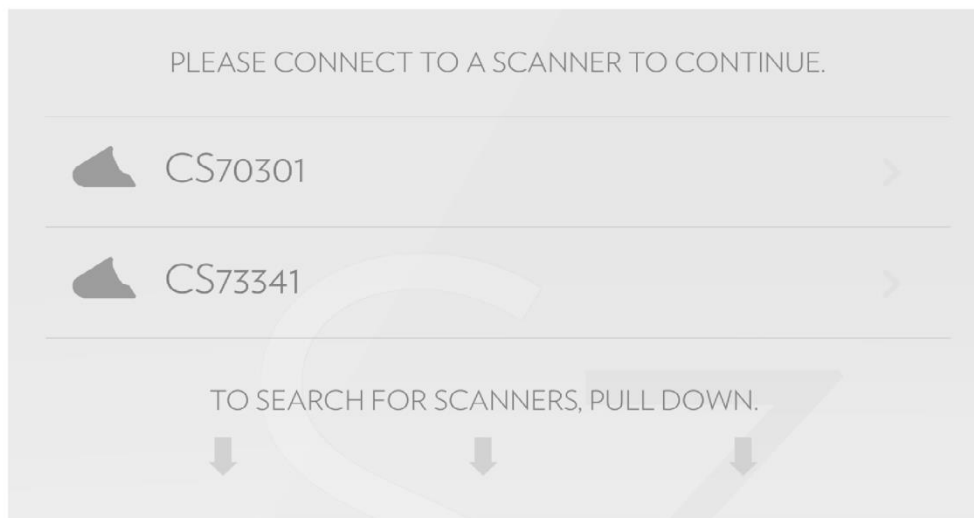 PLEASE CONNECT TO A SCANNER TO CONTINUE.
CS70301
CS73341
TO SEARCH FOR SCANNERS, PULL DOWN.